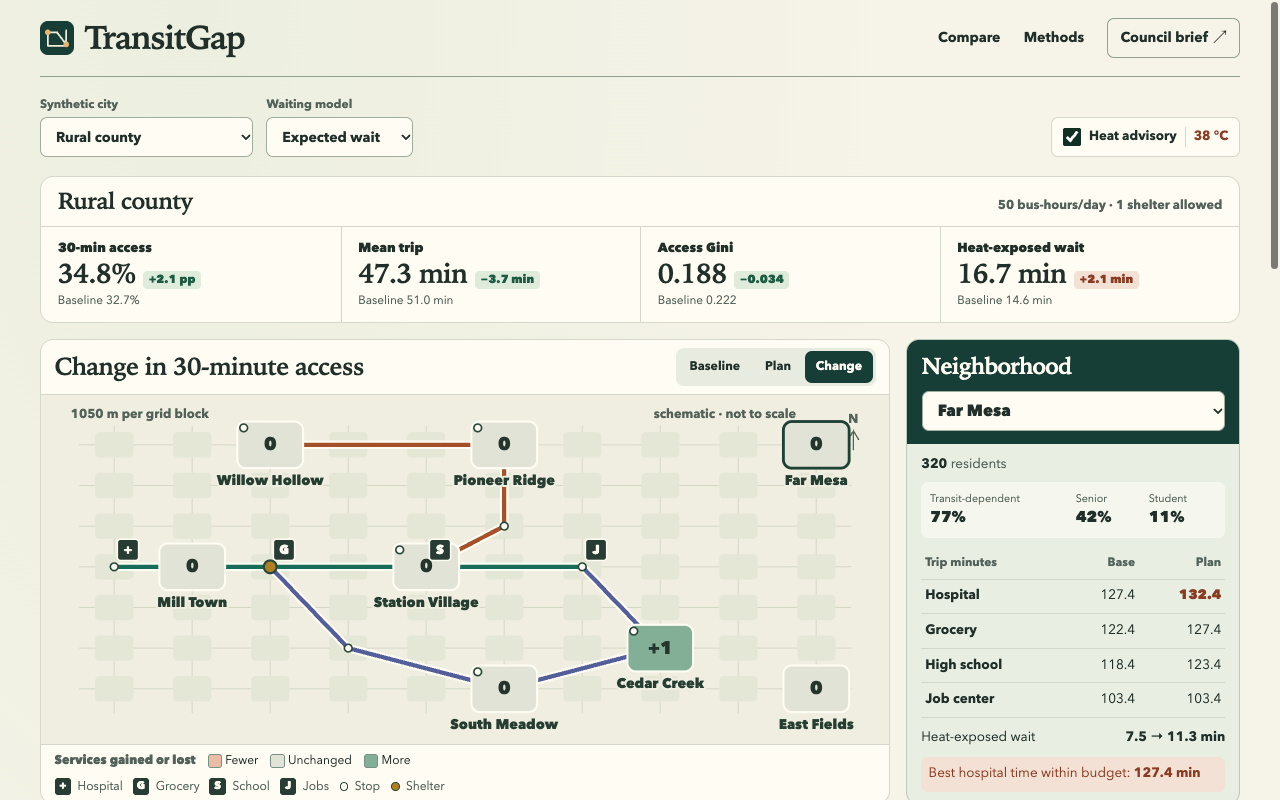 TransitGap
Compare Methods Council brief ↗
Synthetic city Waiting model
Rural county Expected wait Heat advisory 38 °C
Rural county 50 bus-hours/day · 1 shelter allowed
30-min access Mean trip Access Gini Heat-exposed wait
34.8% +2.1 pp 47.3 min −3.7 min 0.188 −0.034 16.7 min +2.1 min
Baseline 32.7% Baseline 51.0 min Baseline 0.222 Baseline 14.6 min
Change in 30-minute access Baseline Plan Change
1050 m per grid block schematic · not to scale N
0 0 0
Willow Hollow Pioneer Ridge Far Mesa
+ G S J
0 0
Mill Town Station Village
+1
Cedar Creek
0 0
South Meadow East Fields
Services gained or lost Fewer Unchanged More
+ Hospital G Grocery S School J Jobs Stop Shelter
Neighborhood
Far Mesa
320 residents
Transit-dependent Senior Student
77% 42% 11%
Trip minutes Base Plan
Hospital 127.4 132.4
Grocery 122.4 127.4
High school 118.4 123.4
Job center 103.4 103.4
Heat-exposed wait 7.5 → 11.3 min
Best hospital time within budget: 127.4 min